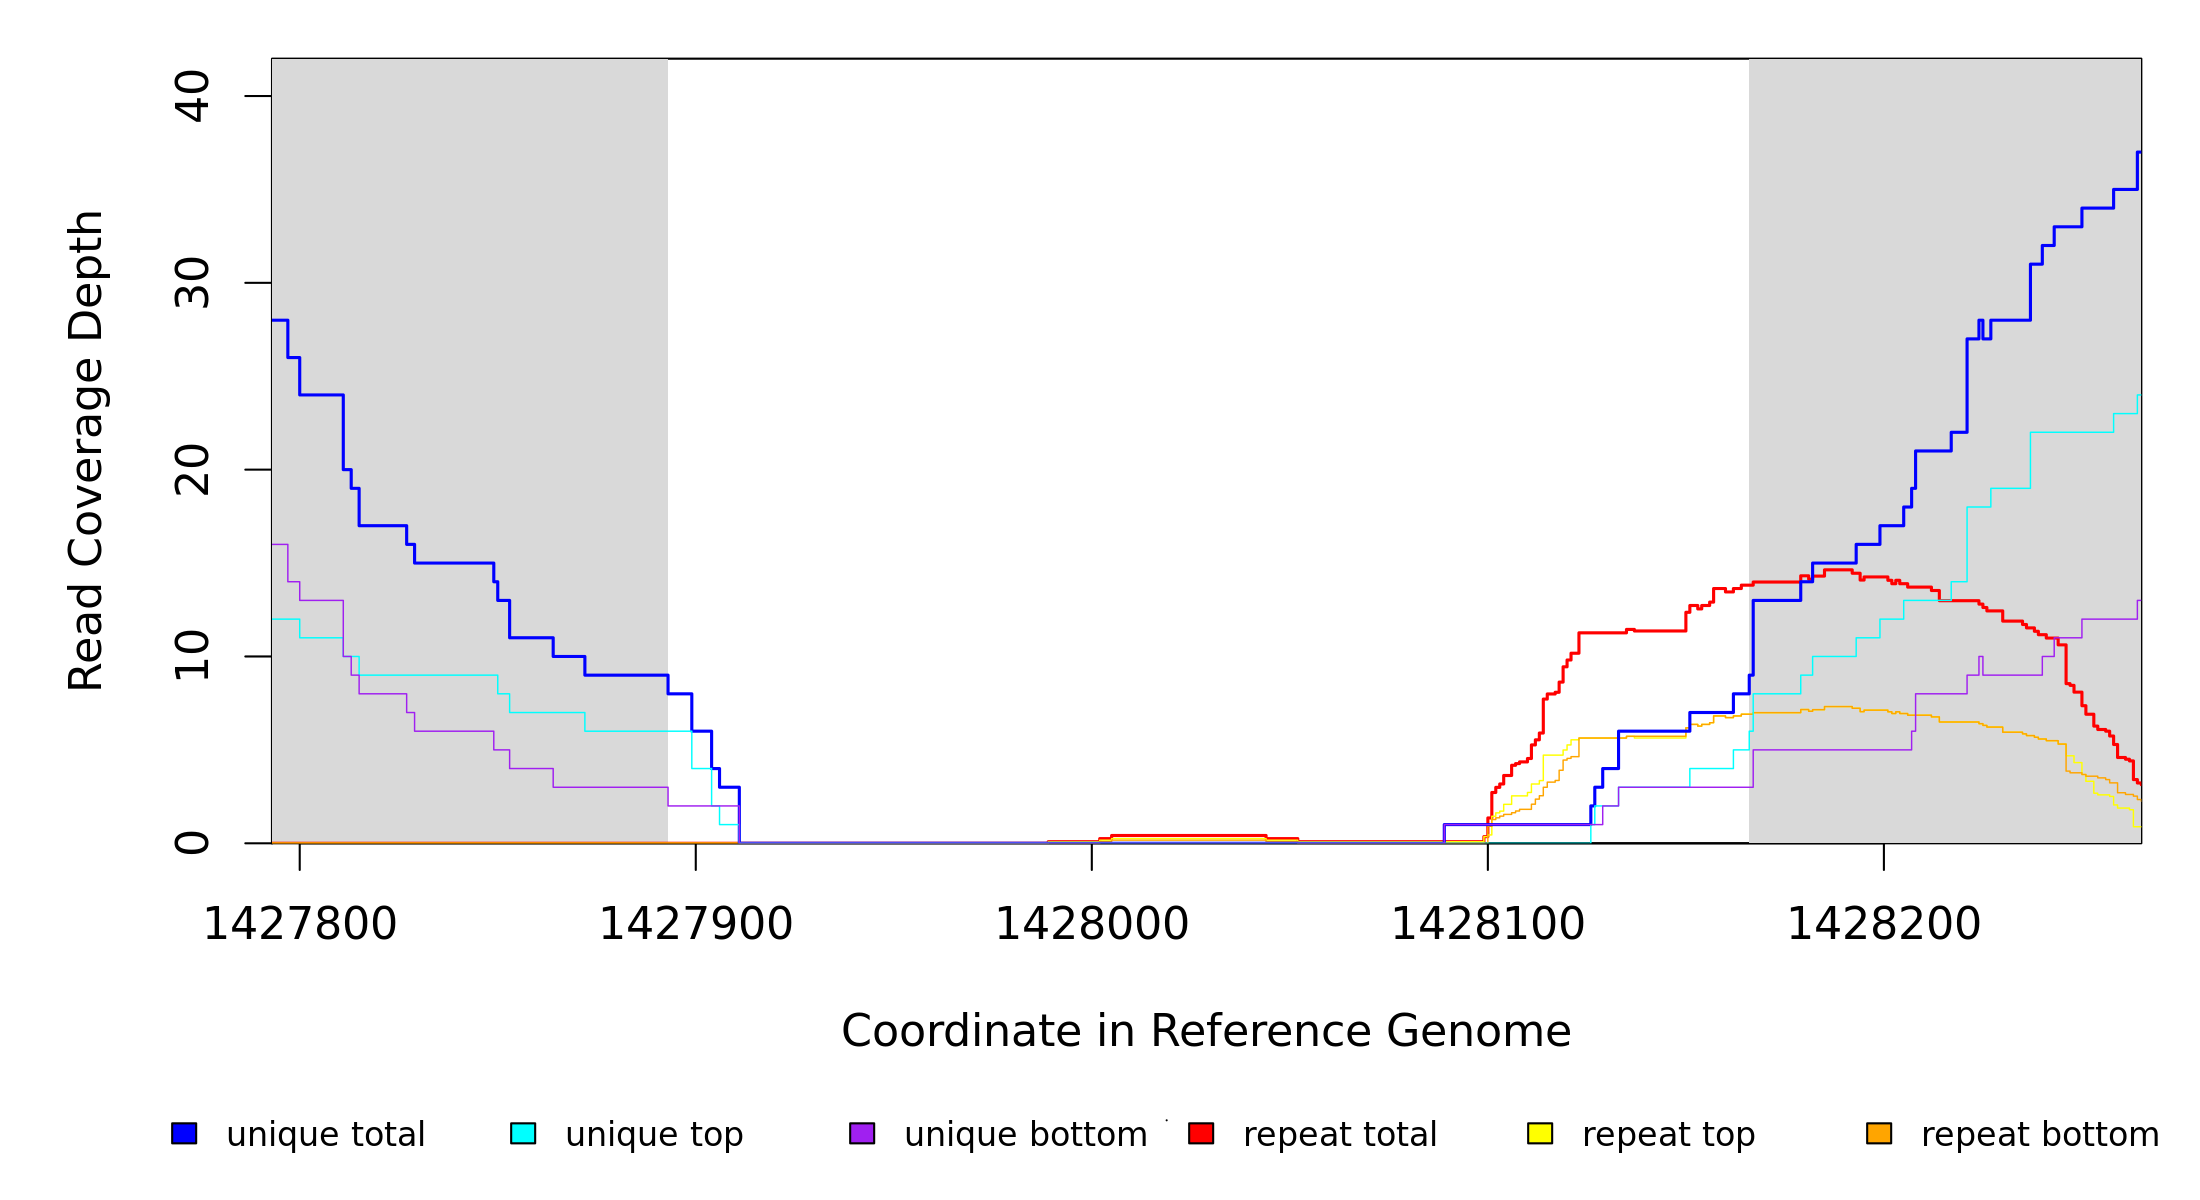 Read Coverage Depth
40
30
20
10
0
1427800 1427900 1428000 1428100 1428200
Coordinate in Reference Genome
unique total unique top unique bottom repeat total repeat top repeat bottom